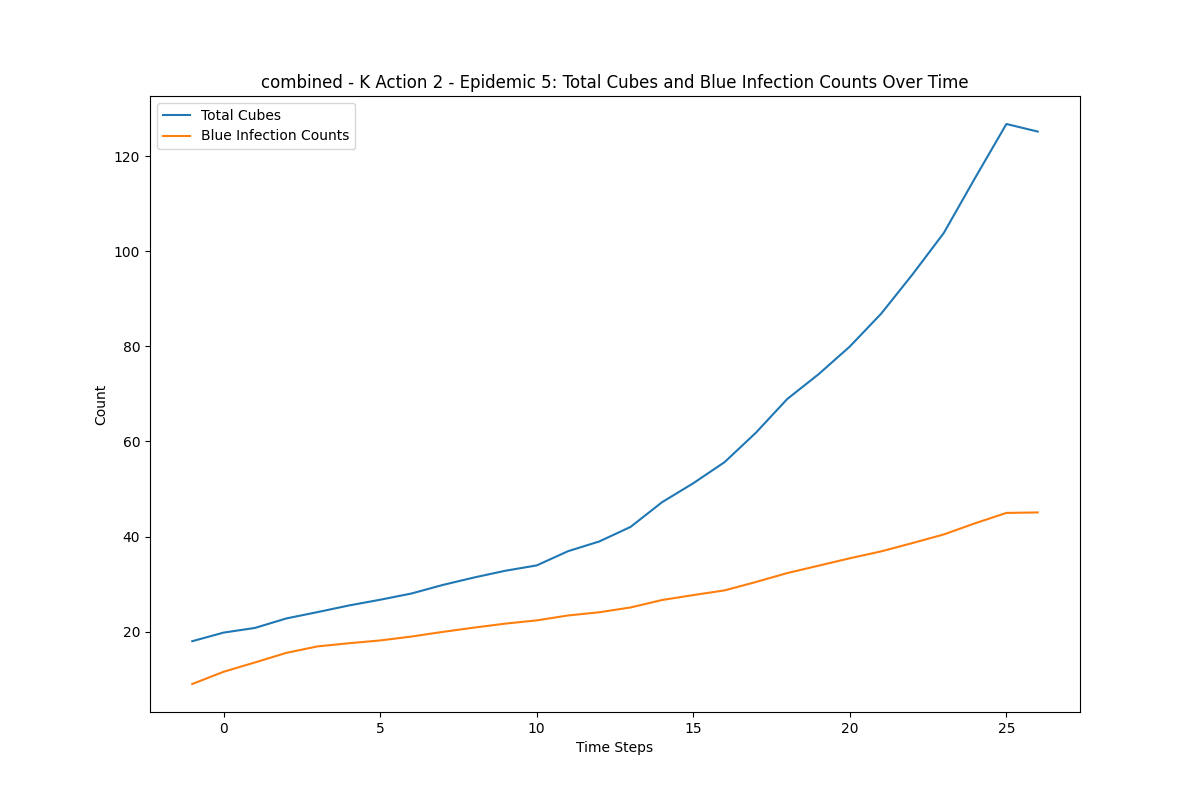 combined - K Action 2 - Epidemic 5: Total Cubes and Blue Infection Counts Over Time
Total Cubes
Blue Infection Counts
120
100
80
60
40
20
Count
0 5 10 15 20 25
Time Steps